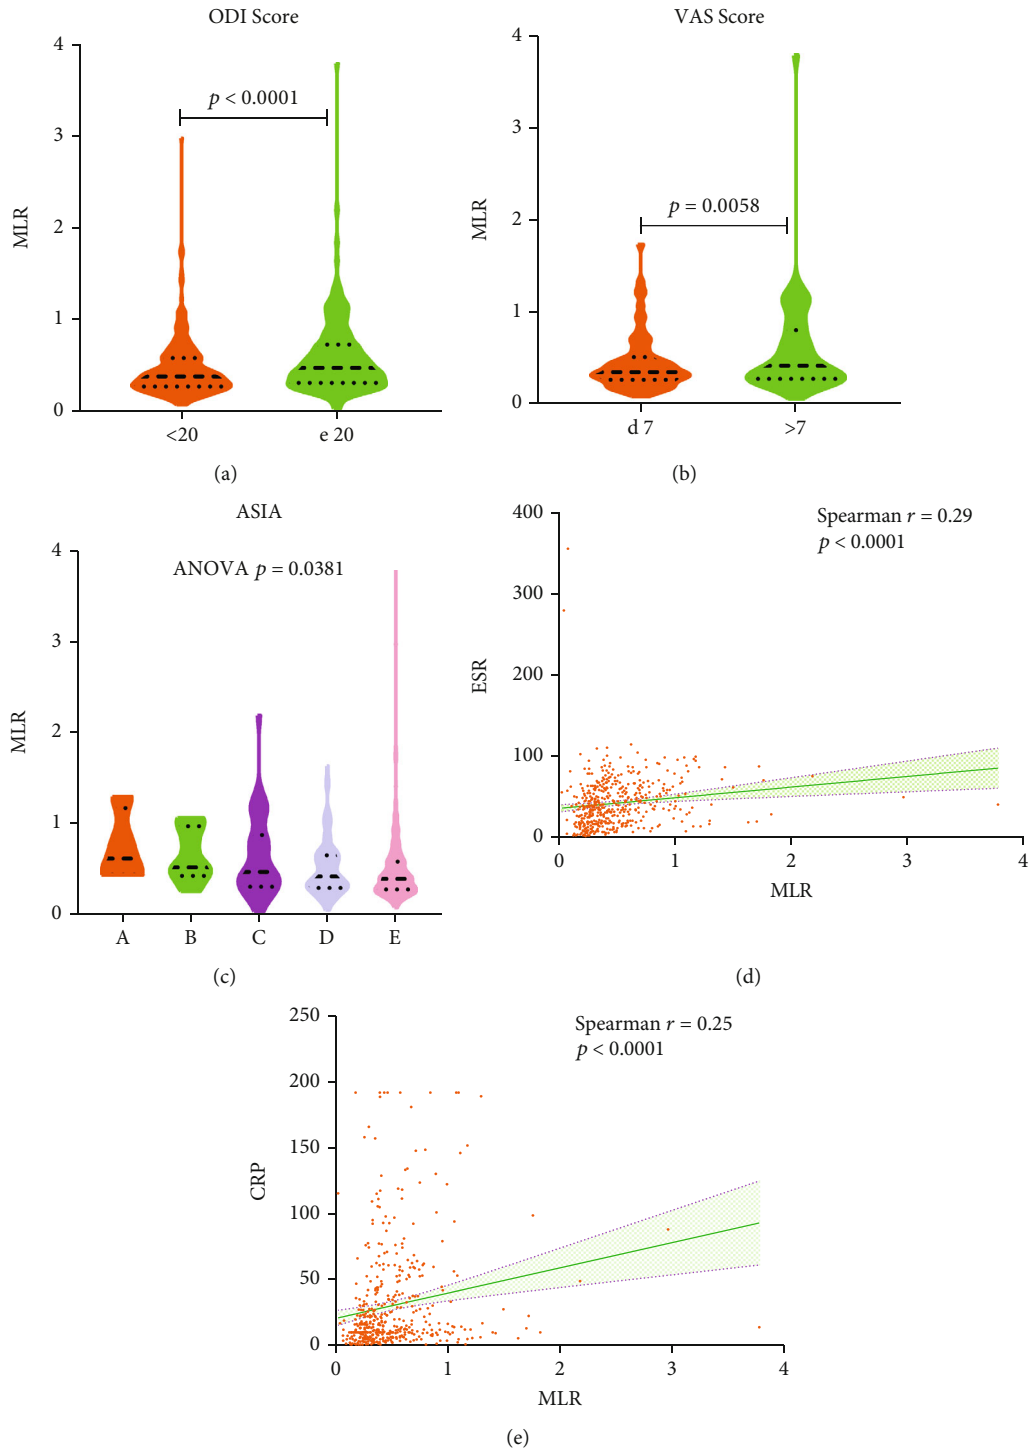 ODI Score
4
3
2
1
0
MLR
p < 0.0001
<20
e 20
(a)
VAS Score
4
3
2
1
0
MLR
p = 0.0058
d 7
>7
(b)
ASIA
ANOVA p = 0.0381
4
3
2
1
0
MLR
A
B
C
D
E
(c)
Spearman r = 0.29
p < 0.0001
400
300
200
100
0
ESR
0
1
2
3
4
MLR
(d)
Spearman r = 0.25
p < 0.0001
250
200
150
100
50
0
CRP
0
1
2
3
4
MLR
(e)